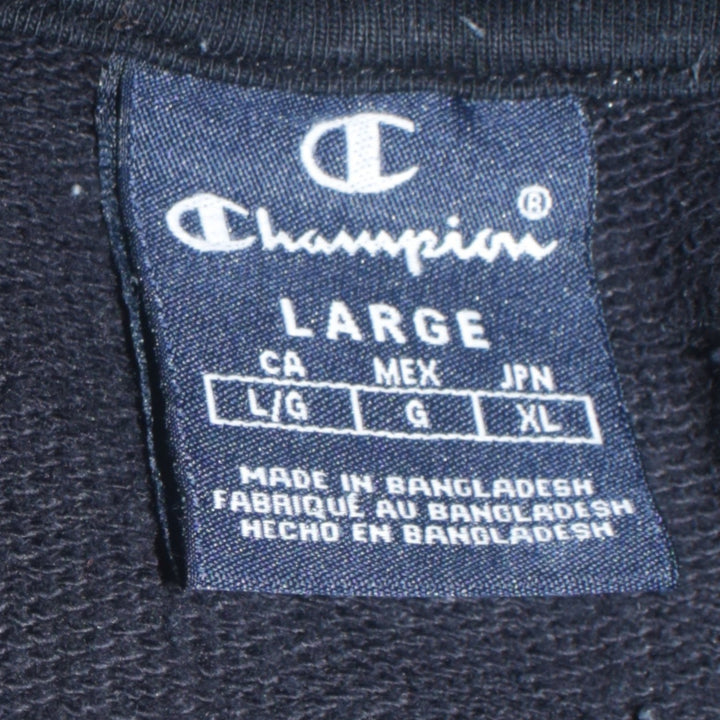 C
Champion®
LARGE
CA MEX JPN
L/G G XL
MADE IN BANGLADESH
FABRIQUÉ AU BANGLADESH
HECHO EN BANGLADESH